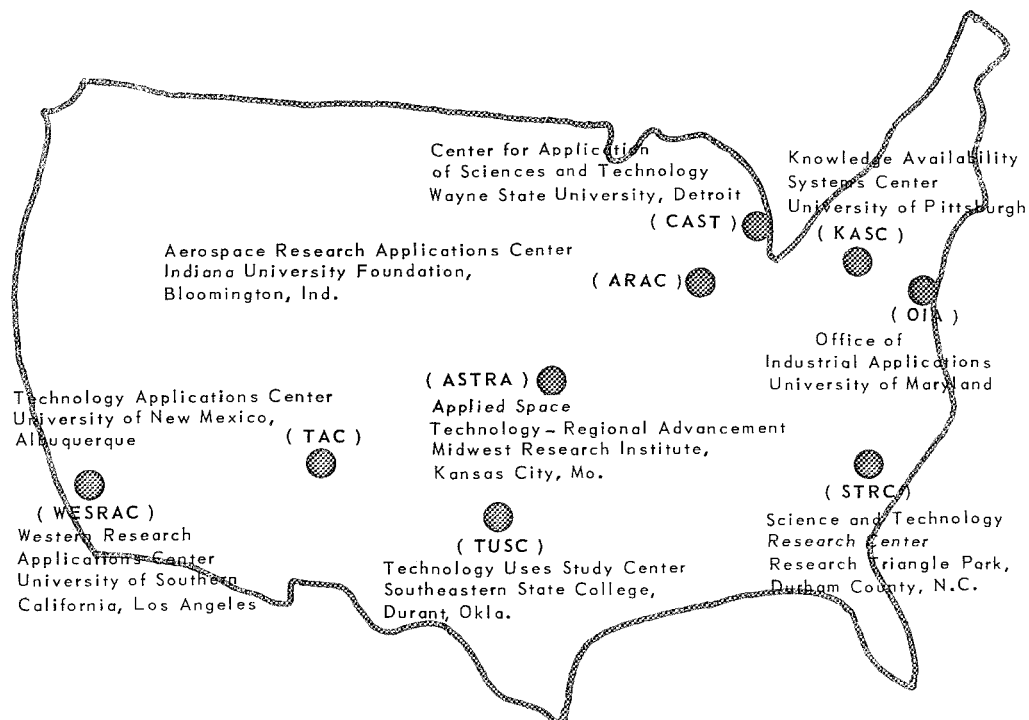 Center for Application
of Sciences and Technology
Wayne State University, Detroit
( CAST )
Knowledge Availability
Systems Center
University of Pittsburgh
( KASC )
Aerospace Research Applications Center
Indiana University Foundation,
Bloomington, Ind.
( ARAC )
( OIA )
Office of
Industrial Applications
University of Maryland
( ASTRA )
Applied Space
Technology – Regional Advancement
Midwest Research Institute,
Kansas City, Mo.
Technology Applications Center
University of New Mexico,
Albuquerque
( TAC )
( WESRAC )
Western Research
Applications Center
University of Southern
California, Los Angeles
( TUSC )
Technology Uses Study Center
Southeastern State College,
Durant, Okla.
( STRC )
Science and Technology
Research Center
Research Triangle Park,
Durham County, N.C.